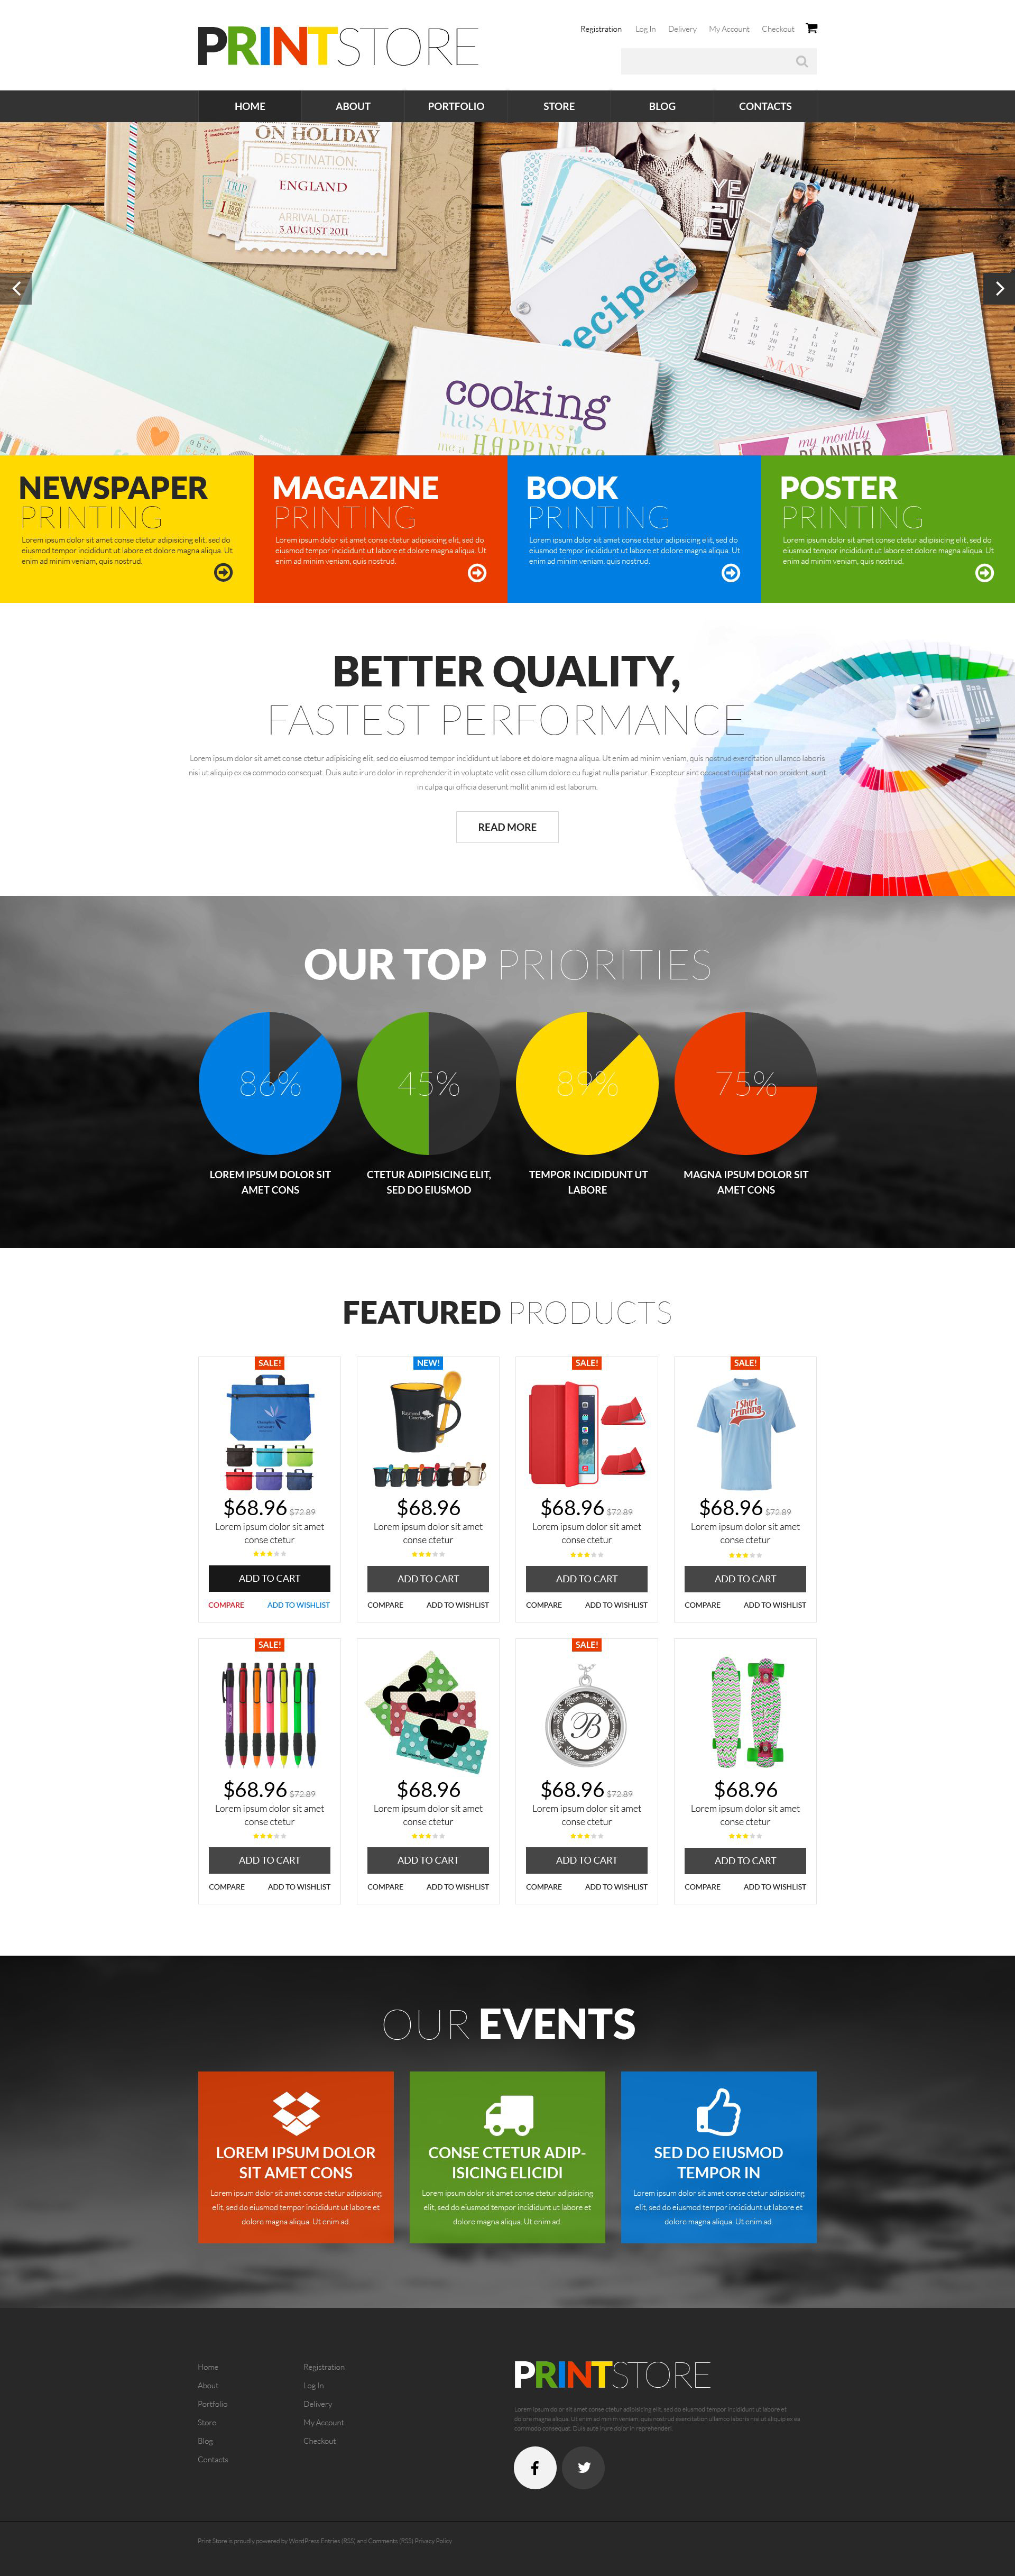 PRINTSTORE
Registration Log In Delivery My Account Checkout
HOME ABOUT PORTFOLIO STORE BLOG CONTACTS
ON HOLIDAY
DESTINATION:
ENGLAND
ARRIVAL DATE:
3 AUGUST 2011
TRIP
recipes
cooking
has ALWAYS
HAPPINESS
abcd
MAY
my monthly
PLANNER
NEWSPAPER
PRINTING
Lorem ipsum dolor sit amet conse ctetur adipisicing elit, sed do
eiusmod tempor incididunt ut labore et dolore magna aliqua. Ut
enim ad minim veniam, quis nostrud.
MAGAZINE
PRINTING
Lorem ipsum dolor sit amet conse ctetur adipisicing elit, sed do
eiusmod tempor incididunt ut labore et dolore magna aliqua. Ut
enim ad minim veniam, quis nostrud.
BOOK
PRINTING
Lorem ipsum dolor sit amet conse ctetur adipisicing elit, sed do
eiusmod tempor incididunt ut labore et dolore magna aliqua. Ut
enim ad minim veniam, quis nostrud.
POSTER
PRINTING
Lorem ipsum dolor sit amet conse ctetur adipisicing elit, sed do
eiusmod tempor incididunt ut labore et dolore magna aliqua. Ut
enim ad minim veniam, quis nostrud.
BETTER QUALITY,
FASTEST PERFORMANCE
Lorem ipsum dolor sit amet conse ctetur adipisicing elit, sed do eiusmod tempor incididunt ut labore et dolore magna aliqua. Ut enim ad minim veniam, quis nostrud exercitation ullamco laboris
nisi ut aliquip ex ea commodo consequat. Duis aute irure dolor in reprehenderit in voluptate velit esse cillum dolore eu fugiat nulla pariatur. Excepteur sint occaecat cupidatat non proident, sunt
in culpa qui officia deserunt mollit anim id est laborum.
READ MORE
OUR TOP PRIORITIES
86% 45% 89% 75%
LOREM IPSUM DOLOR SIT
AMET CONS
CTETUR ADIPISICING ELIT,
SED DO EIUSMOD
TEMPOR INCIDIDUNT UT
LABORE
MAGNA IPSUM DOLOR SIT
AMET CONS
FEATURED PRODUCTS
SALE!
$68.96 $72.89
Lorem ipsum dolor sit amet
conse ctetur
ADD TO CART
COMPARE ADD TO WISHLIST
NEW!
$68.96
Lorem ipsum dolor sit amet
conse ctetur
ADD TO CART
COMPARE ADD TO WISHLIST
SALE!
$68.96 $72.89
Lorem ipsum dolor sit amet
conse ctetur
ADD TO CART
COMPARE ADD TO WISHLIST
SALE!
T Shirt
Printing
$68.96 $72.89
Lorem ipsum dolor sit amet
conse ctetur
ADD TO CART
COMPARE ADD TO WISHLIST
SALE!
$68.96 $72.89
Lorem ipsum dolor sit amet
conse ctetur
ADD TO CART
COMPARE ADD TO WISHLIST
$68.96
Lorem ipsum dolor sit amet
conse ctetur
ADD TO CART
COMPARE ADD TO WISHLIST
SALE!
B
$68.96 $72.89
Lorem ipsum dolor sit amet
conse ctetur
ADD TO CART
COMPARE ADD TO WISHLIST
$68.96
Lorem ipsum dolor sit amet
conse ctetur
ADD TO CART
COMPARE ADD TO WISHLIST
OUR EVENTS
LOREM IPSUM DOLOR
SIT AMET CONS
Lorem ipsum dolor sit amet conse ctetur adipisicing
elit, sed do eiusmod tempor incididunt ut labore et
dolore magna aliqua. Ut enim ad.
CONSE CTETUR ADIP-
ISICING ELICIDI
Lorem ipsum dolor sit amet conse ctetur adipisicing
elit, sed do eiusmod tempor incididunt ut labore et
dolore magna aliqua. Ut enim ad.
SED DO EIUSMOD
TEMPOR IN
Lorem ipsum dolor sit amet conse ctetur adipisicing
elit, sed do eiusmod tempor incididunt ut labore et
dolore magna aliqua. Ut enim ad.
Home
About
Portfolio
Store
Blog
Contacts
Registration
Log In
Delivery
My Account
Checkout
PRINTSTORE
Lorem ipsum dolor sit amet conse ctetur adipisicing elit, sed do eiusmod tempor incididunt ut labore et
dolore magna aliqua. Ut enim ad minim veniam, quis nostrud exercitation ullamco laboris nisi ut aliquip ex ea
commodo consequat. Duis aute irure dolor in reprehenderit.
Print Store is proudly powered by WordPress Entries (RSS) and Comments (RSS) Privacy Policy